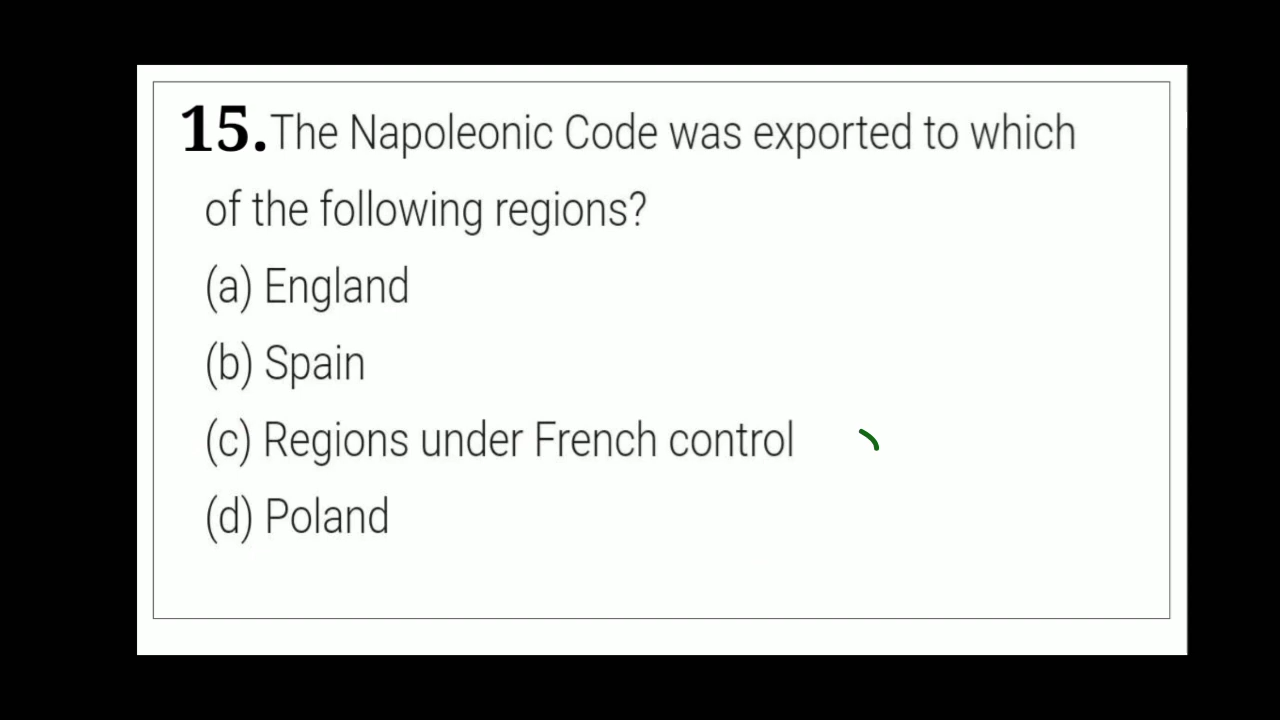 15.The Napoleonic Code was exported to which
of the following regions?
(a) England
(b) Spain
(c) Regions under French control
(d) Poland